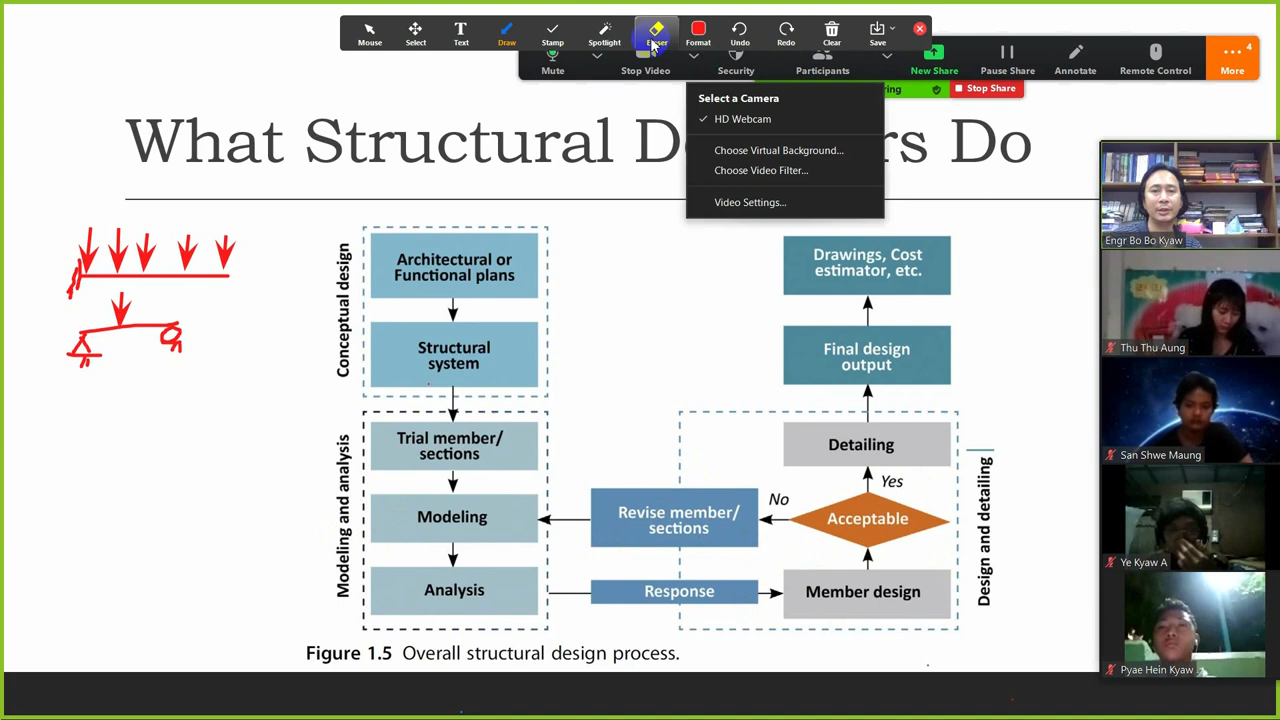 Mouse
Select
Text
Draw
Stamp
Spotlight
Eraser
Format
Undo
Redo
Clear
Save
Mute
Stop Video
Security
Participants
New Share
Pause Share
Annotate
Remote Control
4
More
Stop Share
Select a Camera
HD Webcam
Choose Virtual Background...
Choose Video Filter...
Video Settings...
What Structural De rs Do
Engr Bo Bo Kyaw
Thu Thu Aung
San Shwe Maung
Ye Kyaw A
Pyae Hein Kyaw
Conceptual design
Architectural or
Functional plans
Structural
system
Modeling and analysis
Trial member/
sections
Modeling
Analysis
Revise member/
sections
Response
Drawings, Cost
estimator, etc.
Final design
output
Detailing
Yes
No
Acceptable
Member design
Design and detailing
Figure 1.5 Overall structural design process.